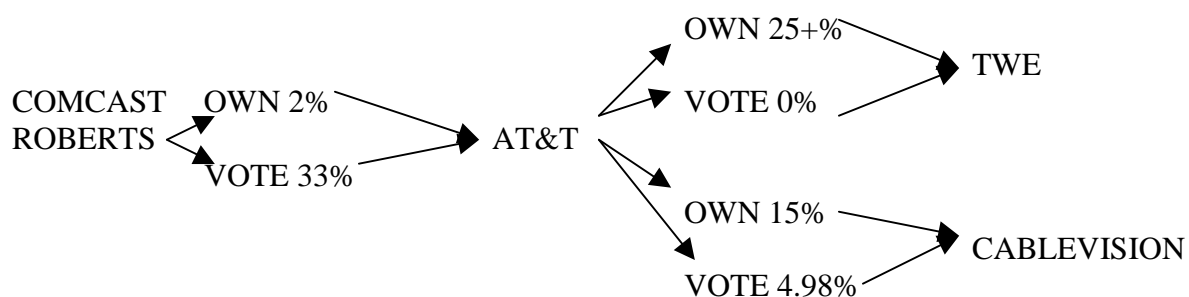 COMCAST
ROBERTS
OWN 2%
VOTE 33%
AT&T
OWN 25+%
VOTE 0%
TWE
OWN 15%
VOTE 4.98%
CABLEVISION